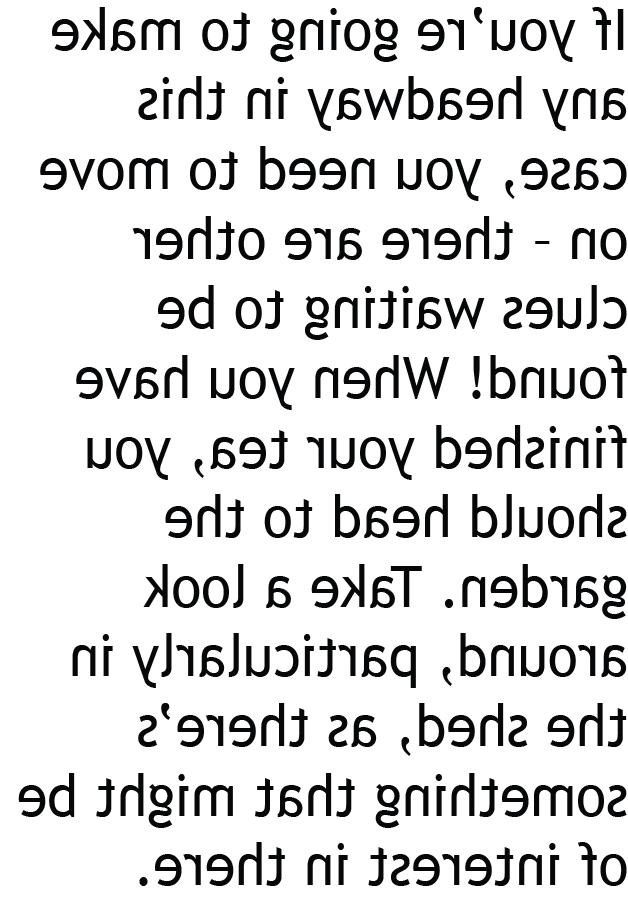 If you're going to make
any headway in this
case, you need to move
on - there are other
clues waiting to be
found! When you have
finished your tea, you
should head to the
garden. Take a look
around, particularly in
the shed, as there's
something that might be
of interest in there.